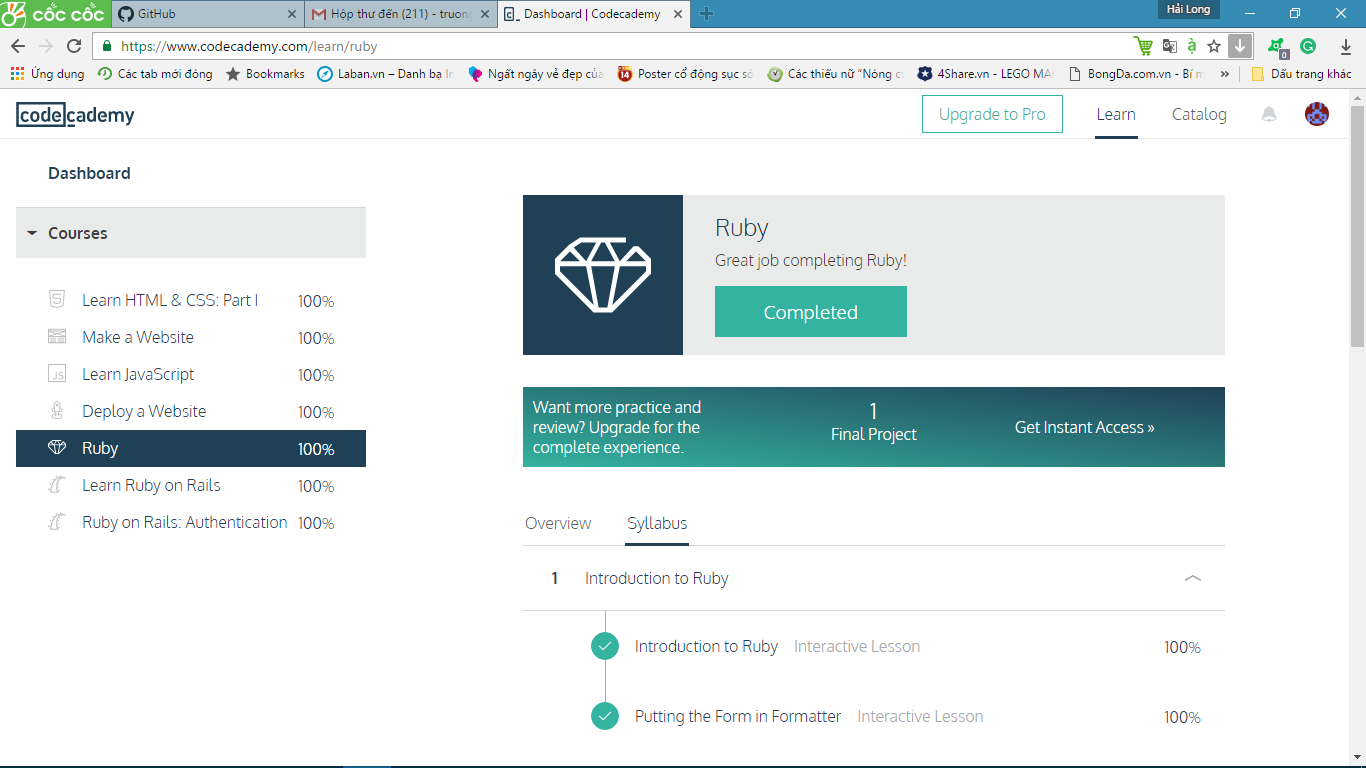 cốc cốc
GitHub
Hộp thư đến (211) - truong
Dashboard | Codecademy
Hải Long
https://www.codecademy.com/learn/ruby
à
0
G
Ứng dụng
Các tab mới đóng
Bookmarks
Laban.vn – Danh bạ In
Ngất ngây vẻ đẹp của
14
Poster cổ động sục sô
Các thiếu nữ “Nóng c
4Share.vn - LEGO MA
BongDa.com.vn - Bí m
»
Dấu trang khác
codecademy
Upgrade to Pro
Learn
Catalog
Dashboard
Courses
Learn HTML & CSS: Part I 100%
Make a Website 100%
JS Learn JavaScript 100%
Deploy a Website 100%
Ruby 100%
Learn Ruby on Rails 100%
Ruby on Rails: Authentication 100%
Ruby
Great job completing Ruby!
Completed
Want more practice and
review? Upgrade for the
complete experience.
1
Final Project
Get Instant Access »
Overview
Syllabus
1 Introduction to Ruby
Introduction to Ruby Interactive Lesson 100%
Putting the Form in Formatter Interactive Lesson 100%